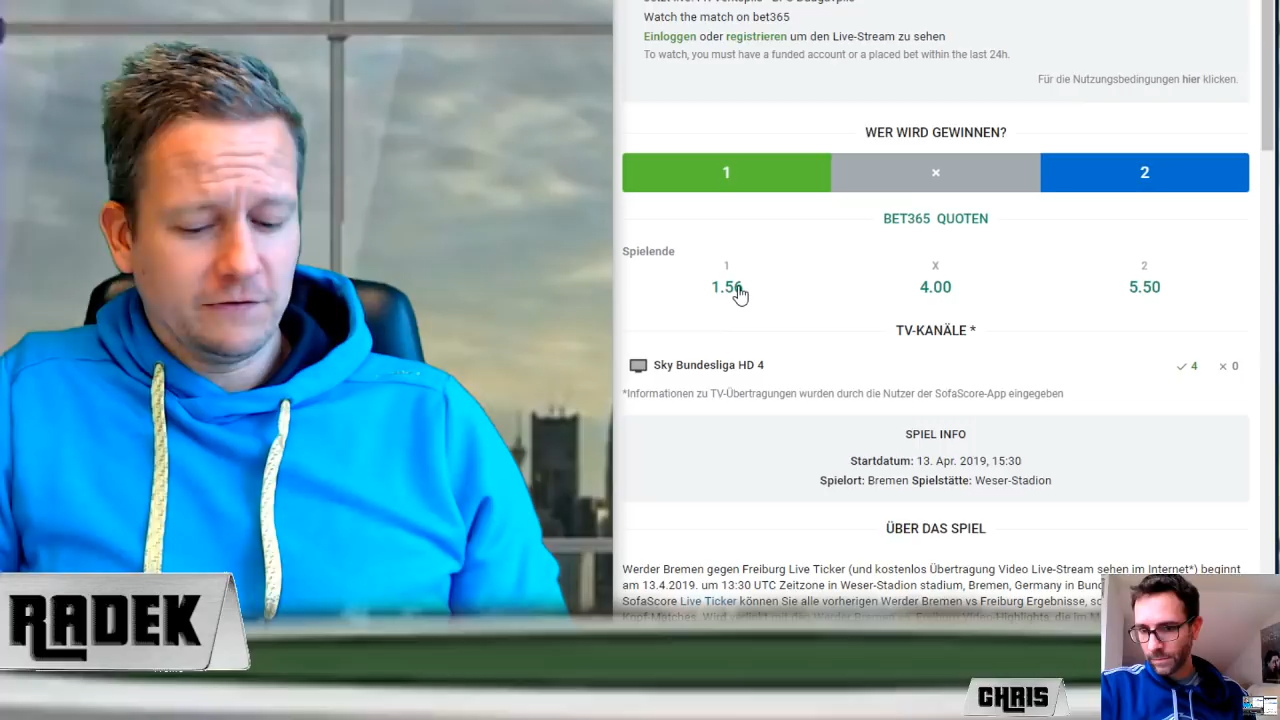 Watch the match on bet365
Einloggen oder registrieren um den Live-Stream zu sehen
To watch, you must have a funded account or a placed bet within the last 24h.
Für die Nutzungsbedingungen hier klicken.
WER WIRD GEWINNEN?
1 × 2
BET365 QUOTEN
Spielende
1 X 2
1.56 4.00 5.50
TV-KANÄLE *
Sky Bundesliga HD 4
4 0
*Informationen zu TV-Übertragungen wurden durch die Nutzer der SofaScore-App eingegeben
SPIEL INFO
Startdatum: 13. Apr. 2019, 15:30
Spielort: Bremen Spielstätte: Weser-Stadion
ÜBER DAS SPIEL
Werder Bremen gegen Freiburg Live Ticker (und kostenlos Übertragung Video Live-Stream sehen im Internet*) beginnt
am 13.4.2019. um 13:30 UTC Zeitzone in Weser-Stadion stadium, Bremen, Germany in Bund
SofaScore Live Ticker können Sie alle vorherigen Werder Bremen vs Freiburg Ergebnisse, so
RADEK
CHRIS